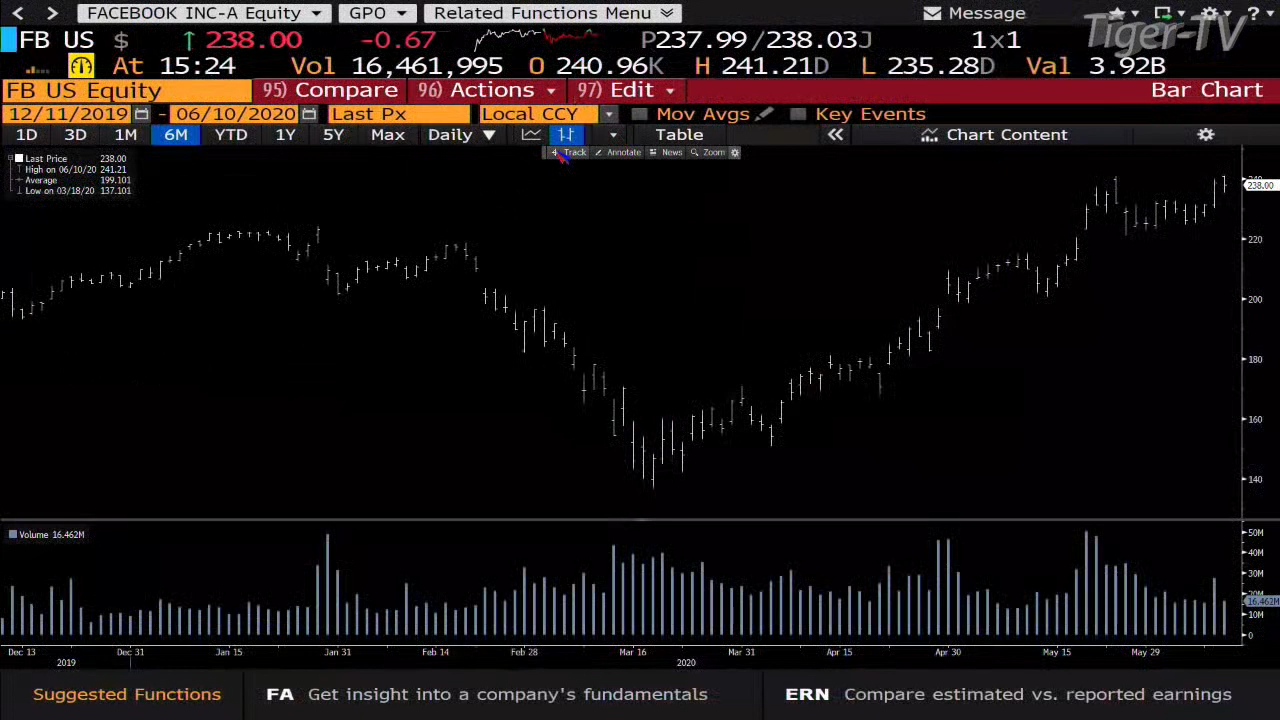 FACEBOOK INC-A Equity GPO Related Functions Menu Message ?
FB US $ ↑ 238.00 -0.67 P237.99/238.03J 1x1 Tiger-TV
At 15:24 Vol 16,461,995 O 240.96K H 241.21D L 235.28D Val 3.92B
FB US Equity 95) Compare 96) Actions 97) Edit Bar Chart
12/11/2019 - 06/10/2020 Last Px Local CCY Mov Avgs Key Events
1D 3D 1M 6M YTD 1Y 5Y Max Daily ▼ Table « Chart Content
Track Annotate News Zoom
Last Price 238.00
High on 06/10/20 241.21
Average 199.101
Low on 03/18/20 137.101
240
238.00
220
200
180
160
140
Volume 16.462M
50M
40M
30M
20M
16.462M
10M
0
Dec 13 Dec 31 Jan 15 Jan 31 Feb 14 Feb 28 Mar 16 Mar 31 Apr 15 Apr 30 May 15 May 29
2019 2020
Suggested Functions FA Get insight into a company's fundamentals ERN Compare estimated vs. reported earnings